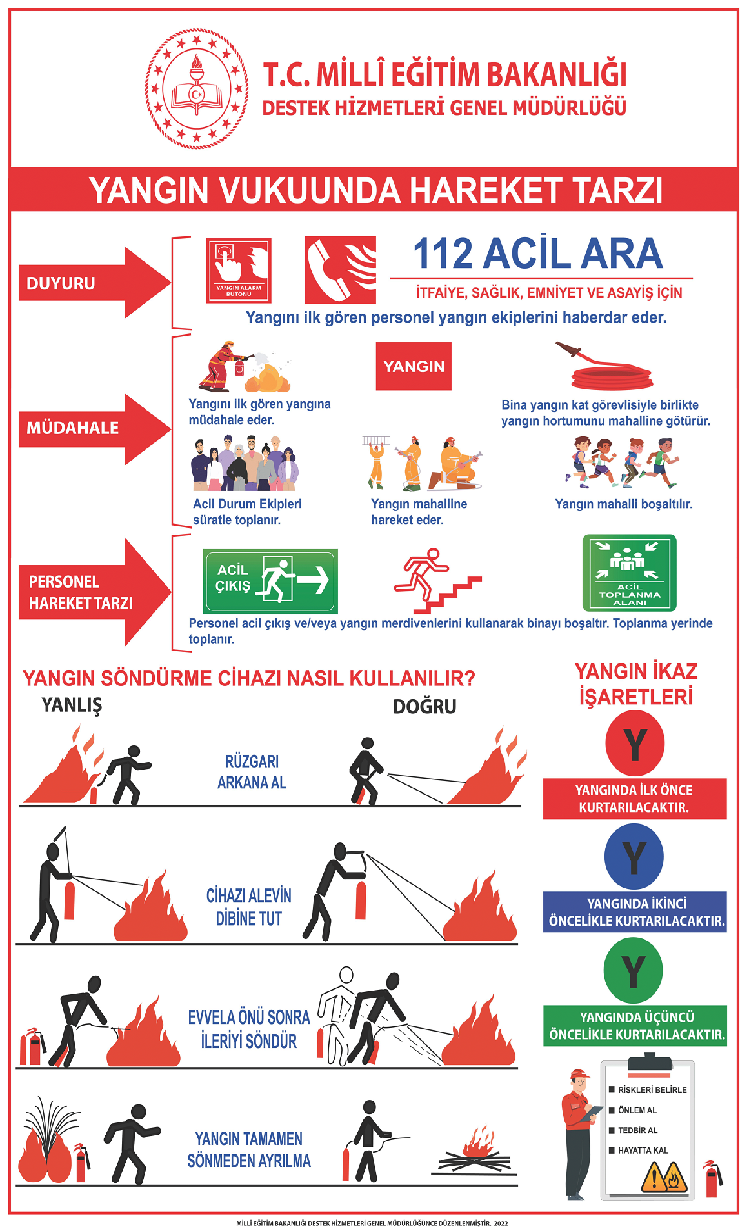 T.C. MİLLÎ EĞİTİM BAKANLIĞI
DESTEK HİZMETLERİ GENEL MÜDÜRLÜĞÜ
YANGIN VUKUUNDA HAREKET TARZI
DUYURU
YANGIN ALARM
BUTONU
112 ACİL ARA
İTFAİYE, SAĞLIK, EMNİYET VE ASAYİŞ İÇİN
Yangını ilk gören personel yangın ekiplerini haberdar eder.
MÜDAHALE
Yangını ilk gören yangına
müdahale eder.
YANGIN
Bina yangın kat görevlisiyle birlikte
yangın hortumunu mahalline götürür.
Acil Durum Ekipleri
süratle toplanır.
Yangın mahalline
hareket eder.
Yangın mahalli boşaltılır.
PERSONEL
HAREKET TARZI
ACİL
ÇIKIŞ
ACİL
TOPLANMA
ALANI
Personel acil çıkış ve/veya yangın merdivenlerini kullanarak binayı boşaltır. Toplanma yerinde
toplanır.
YANGIN SÖNDÜRME CİHAZI NASIL KULLANILIR?
YANLIŞ
DOĞRU
RÜZGARI
ARKANA AL
CİHAZI ALEVİN
DİBİNE TUT
EVVELA ÖNÜ SONRA
İLERİYİ SÖNDÜR
YANGIN TAMAMEN
SÖNMEDEN AYRILMA
YANGIN İKAZ
İŞARETLERİ
Y
YANGINDA İLK ÖNCE
KURTARILACAKTIR.
Y
YANGINDA İKİNCİ
ÖNCELİKLE KURTARILACAKTIR.
Y
YANGINDA ÜÇÜNCÜ
ÖNCELİKLE KURTARILACAKTIR.
RİSKLERİ BELİRLE
ÖNLEM AL
TEDBİR AL
HAYATTA KAL
MİLLÎ EĞİTİM BAKANLIĞI DESTEK HİZMETLERİ GENEL MÜDÜRLÜĞÜNCE DÜZENLENMİŞTİR. 2022